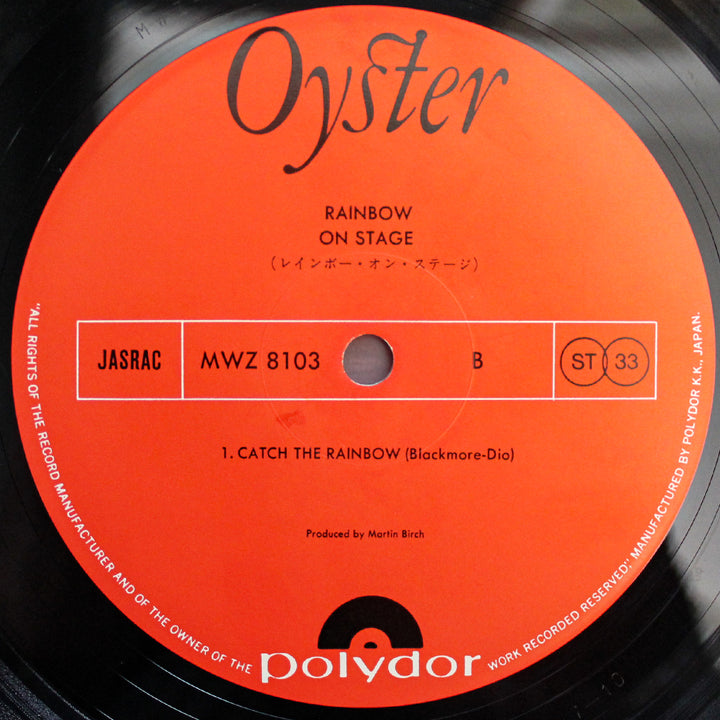 Oyster
RAINBOW
ON STAGE
(レインボー・オン・ステージ)
JASRAC MWZ 8103 B ST 33
1. CATCH THE RAINBOW (Blackmore-Dio)
Produced by Martin Birch
polydor
"ALL RIGHTS OF THE RECORD MANUFACTURER AND OF THE OWNER OF THE WORK RECORDED RESERVED", MANUFACTURED BY POLYDOR K.K., JAPAN.